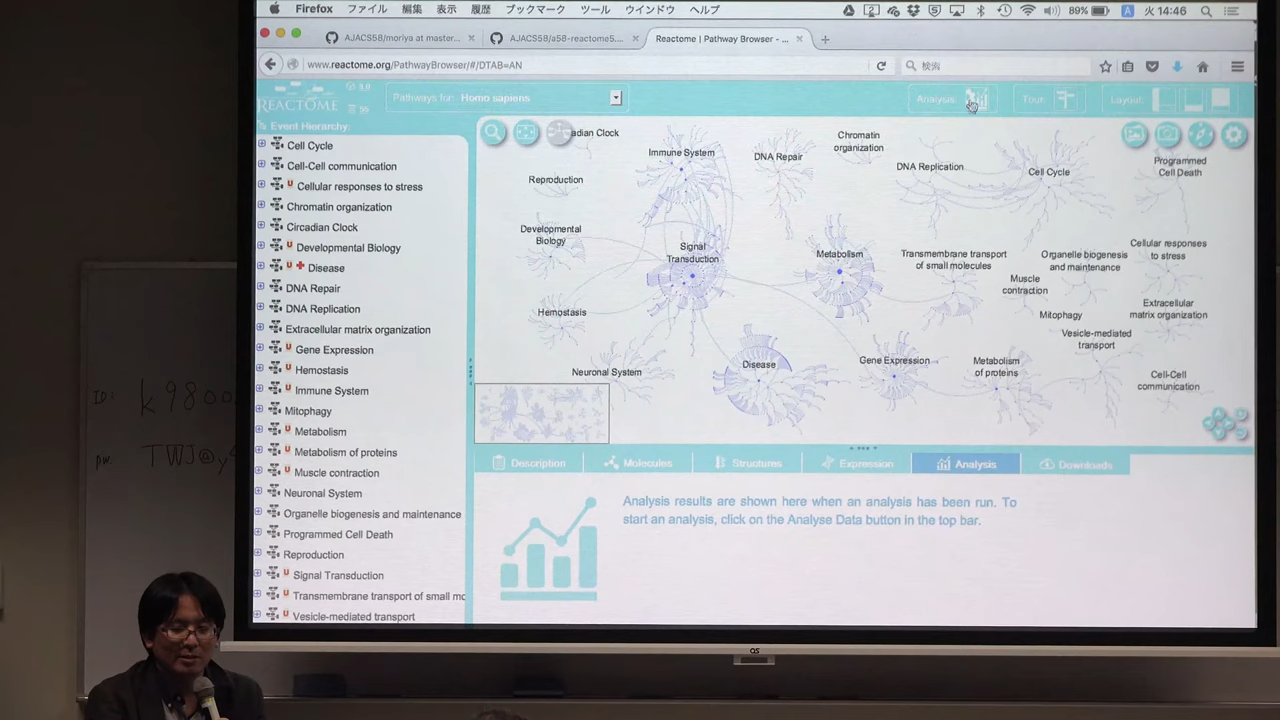 Firefox ファイル 編集 表示 履歴 ブックマーク ツール ウインドウ ヘルプ 89% A 火 14:46
AJACS58/moriya at master... AJACS58/a58-reactome5... Reactome | Pathway Browser - ...
www.reactome.org/PathwayBrowser/#/DTAB=AN 検索
REACTOME 3.0 56 Pathways for: Homo sapiens Analysis: Tour: Layout:
Event Hierarchy:
Cell Cycle
Cell-Cell communication
Cellular responses to stress
Chromatin organization
Circadian Clock
Developmental Biology
Disease
DNA Repair
DNA Replication
Extracellular matrix organization
Gene Expression
Hemostasis
Immune System
Mitophagy
Metabolism
Metabolism of proteins
Muscle contraction
Neuronal System
Organelle biogenesis and maintenance
Programmed Cell Death
Reproduction
Signal Transduction
Transmembrane transport of small mo
Vesicle-mediated transport
adian Clock
Immune System
DNA Repair
Chromatin
organization
DNA Replication
Cell Cycle
Programmed
Cell Death
Reproduction
Developmental
Biology
Signal
Transduction
Metabolism
Transmembrane transport
of small molecules
Organelle biogenesis
and maintenance
Cellular responses
to stress
Muscle
contraction
Hemostasis
Mitophagy
Extracellular
matrix organization
Vesicle-mediated
transport
Neuronal System
Disease
Gene Expression
Metabolism
of proteins
Cell-Cell
communication
Description Molecules Structures Expression Analysis Downloads
Analysis results are shown here when an analysis has been run. To
start an analysis, click on the Analyse Data button in the top bar.
ID: k9800
PW. TWJ@y
OS